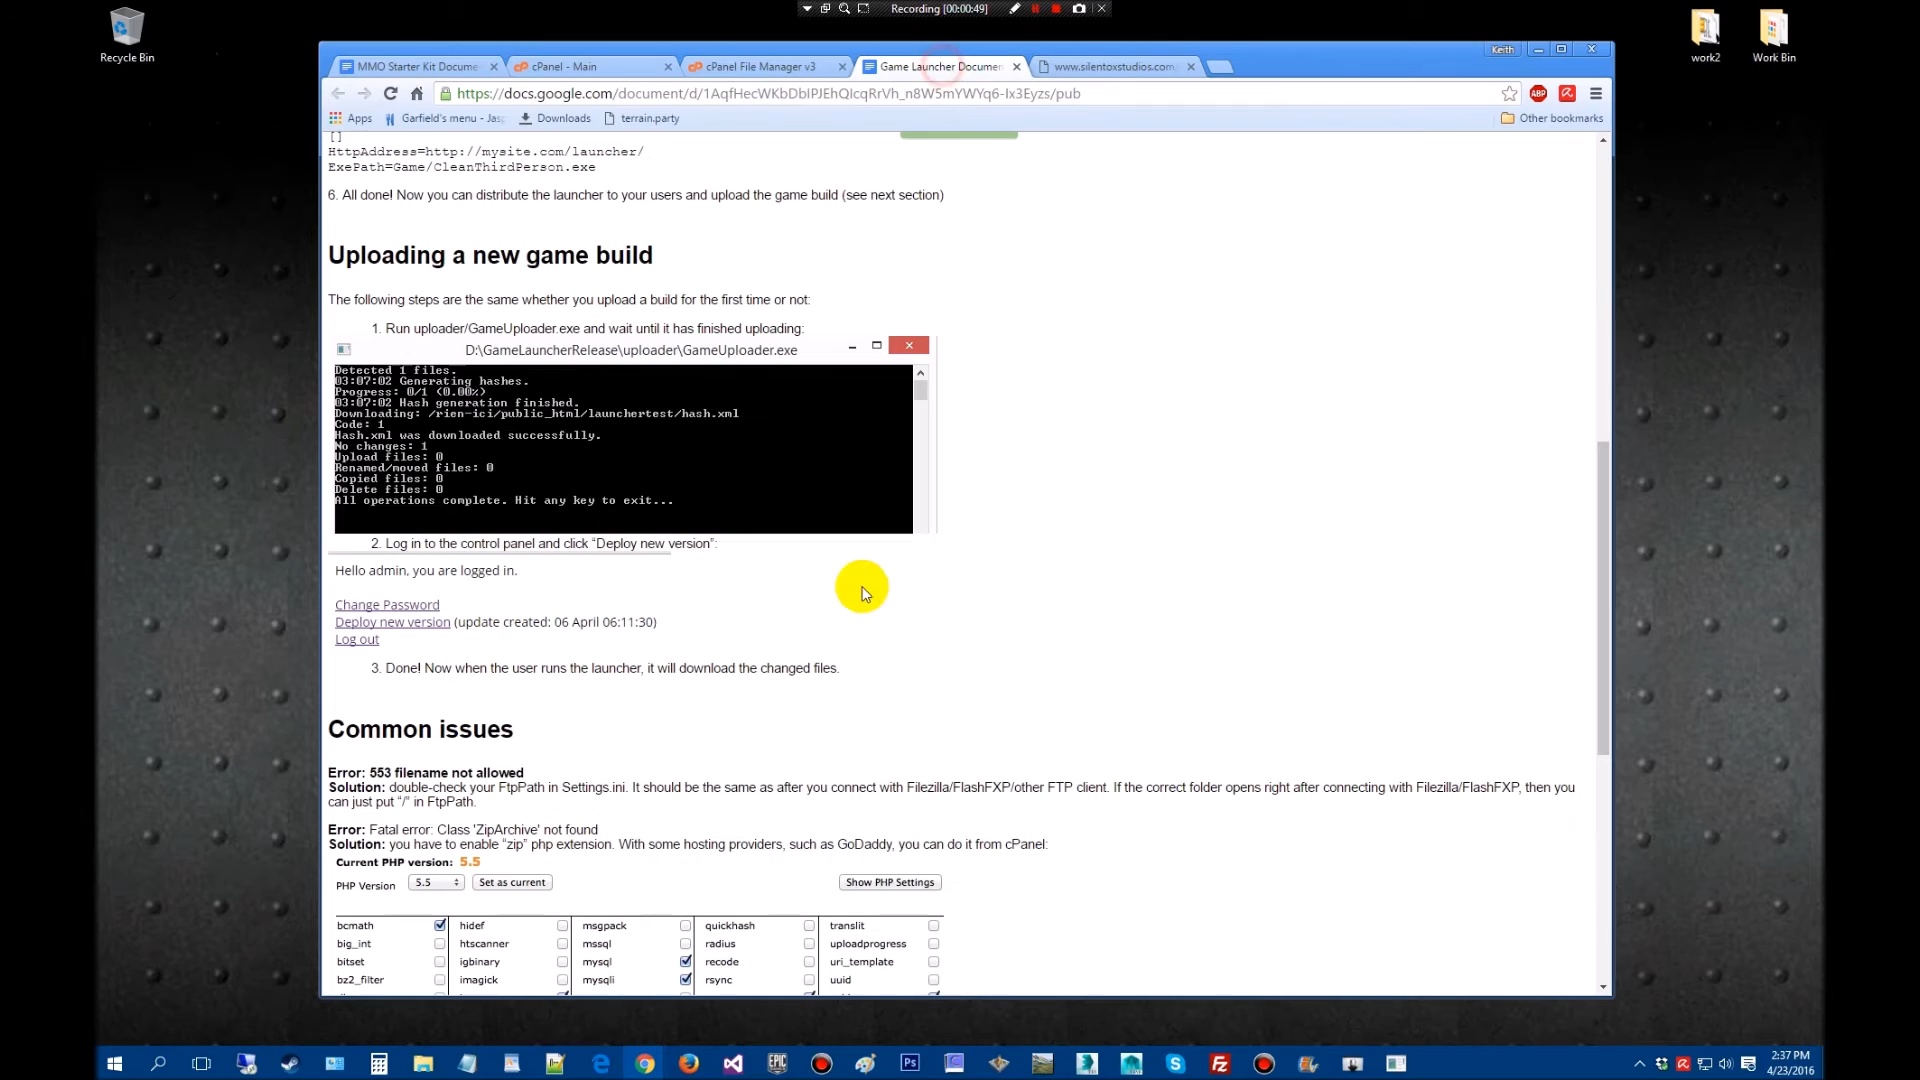 Recording [00:00:49]
Recycle Bin
work2
Work Bin
Keith
MMO Starter Kit Docume
cPanel - Main
cPanel File Manager v3
Game Launcher Documen
www.silentoxstudios.com
https://docs.google.com/document/d/1AqfHecWKbDbIPJEhQIcqRrVh_n8W5mYWYq6-Ix3Eyzs/pub
ABP
Apps
Garfield's menu - Jas
Downloads
terrain.party
Other bookmarks
[]
HttpAddress=http://mysite.com/launcher/
ExePath=Game/CleanThirdPerson.exe
6. All done! Now you can distribute the launcher to your users and upload the game build (see next section)
Uploading a new game build
The following steps are the same whether you upload a build for the first time or not:
1. Run uploader/GameUploader.exe and wait until it has finished uploading:
D:\GameLauncherRelease\uploader\GameUploader.exe
Detected 1 files.
03:07:02 Generating hashes.
Progress: 0/1 (0.00%)
03:07:02 Hash generation finished.
Downloading: /rien-ici/public_html/launchertest/hash.xml
Code: 1
Hash.xml was downloaded successfully.
No changes: 1
Upload files: 0
Renamed/moved files: 0
Copied files: 0
Delete files: 0
All operations complete. Hit any key to exit...
2. Log in to the control panel and click “Deploy new version”:
Hello admin, you are logged in.
Change Password
Deploy new version (update created: 06 April 06:11:30)
Log out
3. Done! Now when the user runs the launcher, it will download the changed files.
Common issues
Error: 553 filename not allowed
Solution: double-check your FtpPath in Settings.ini. It should be the same as after you connect with Filezilla/FlashFXP/other FTP client. If the correct folder opens right after connecting with Filezilla/FlashFXP, then you
can just put “/” in FtpPath.
Error: Fatal error: Class 'ZipArchive' not found
Solution: you have to enable “zip” php extension. With some hosting providers, such as GoDaddy, you can do it from cPanel:
Current PHP version: 5.5
PHP Version 5.5 Set as current Show PHP Settings
bcmath hidef msgpack quickhash translit
big_int htscanner mssql radius uploadprogress
bitset igbinary mysql recode uri_template
bz2_filter imagick mysqli rsync uuid
EPIC
Ps
Fz
2:37 PM
4/23/2016